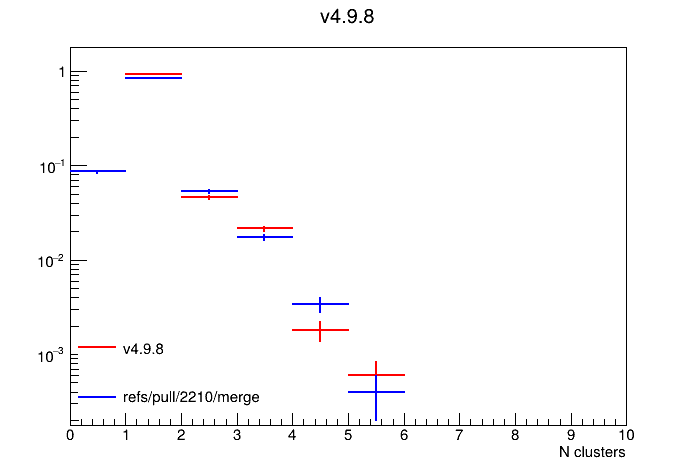 v4.9.8
1
10⁻¹
10⁻²
10⁻³
v4.9.8
refs/pull/2210/merge
0 1 2 3 4 5 6 7 8 9 10
N clusters